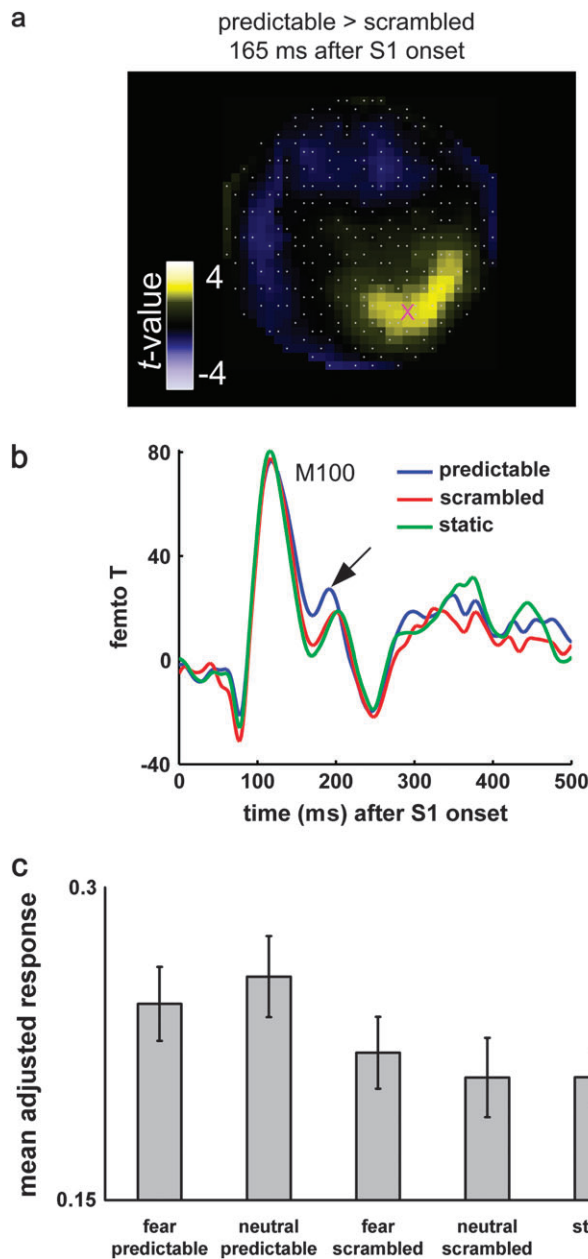 a
predictable > scrambled
165 ms after S1 onset
t-value
4
-4
b
80
40
0
-40
femto T
M100
predictable
scrambled
static
0
100
200
300
400
500
time (ms) after S1 onset
c
0.3
0.15
mean adjusted response
fear
predictable
neutral
predictable
fear
scrambled
neutral
scrambled